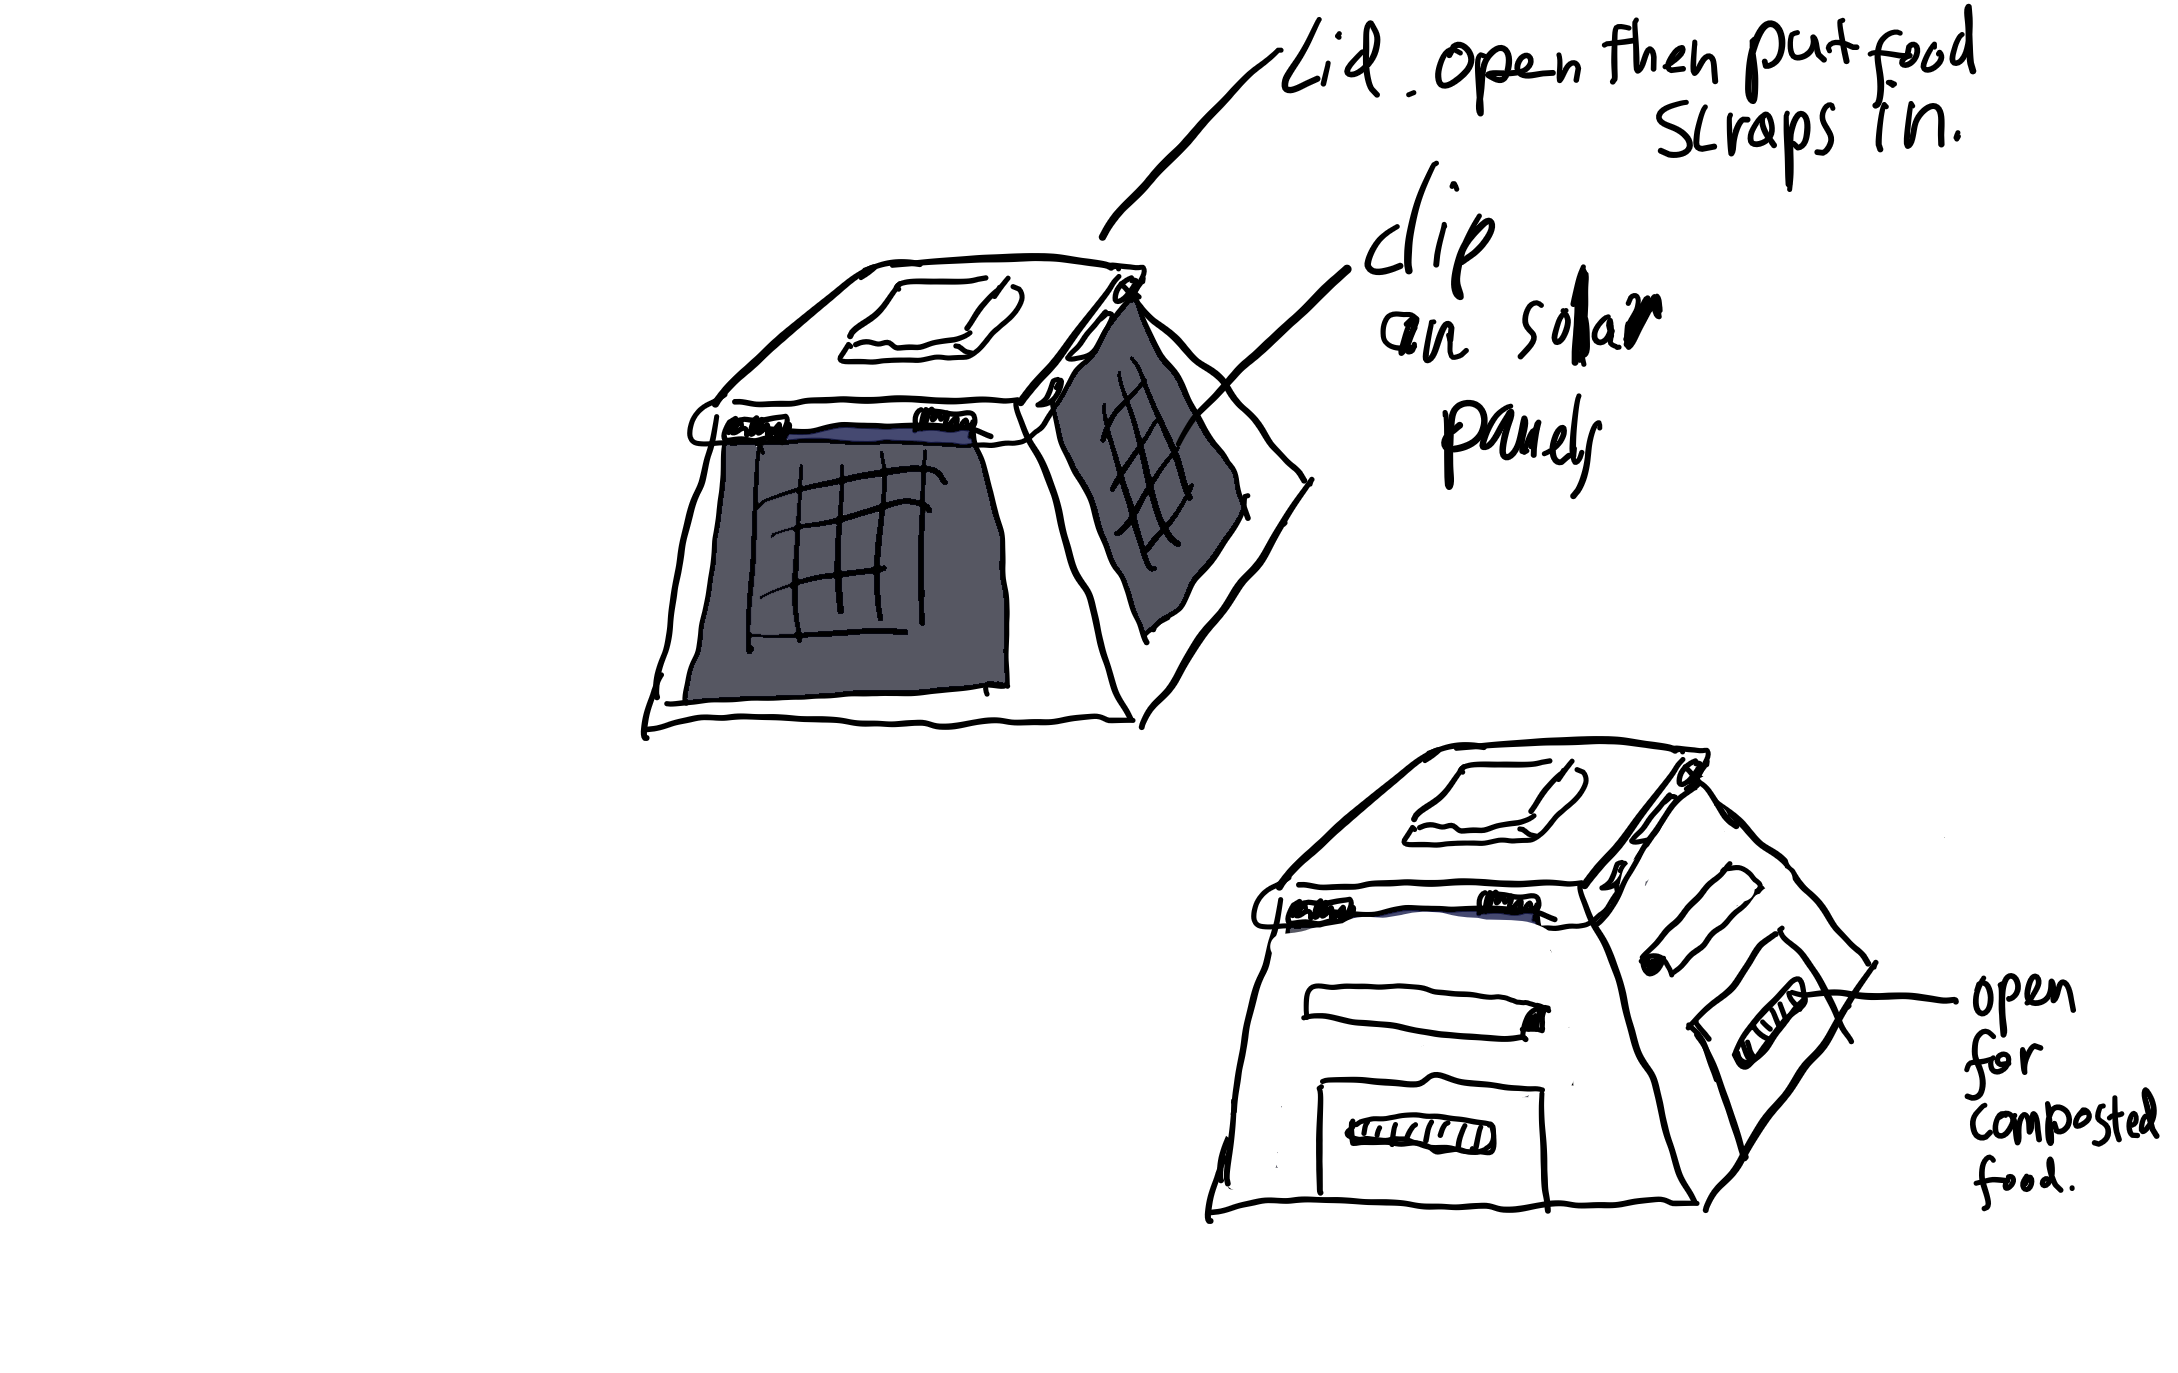 Lid. open then put food
scraps in.
clip
on solar
panels
open
for
composted
food.